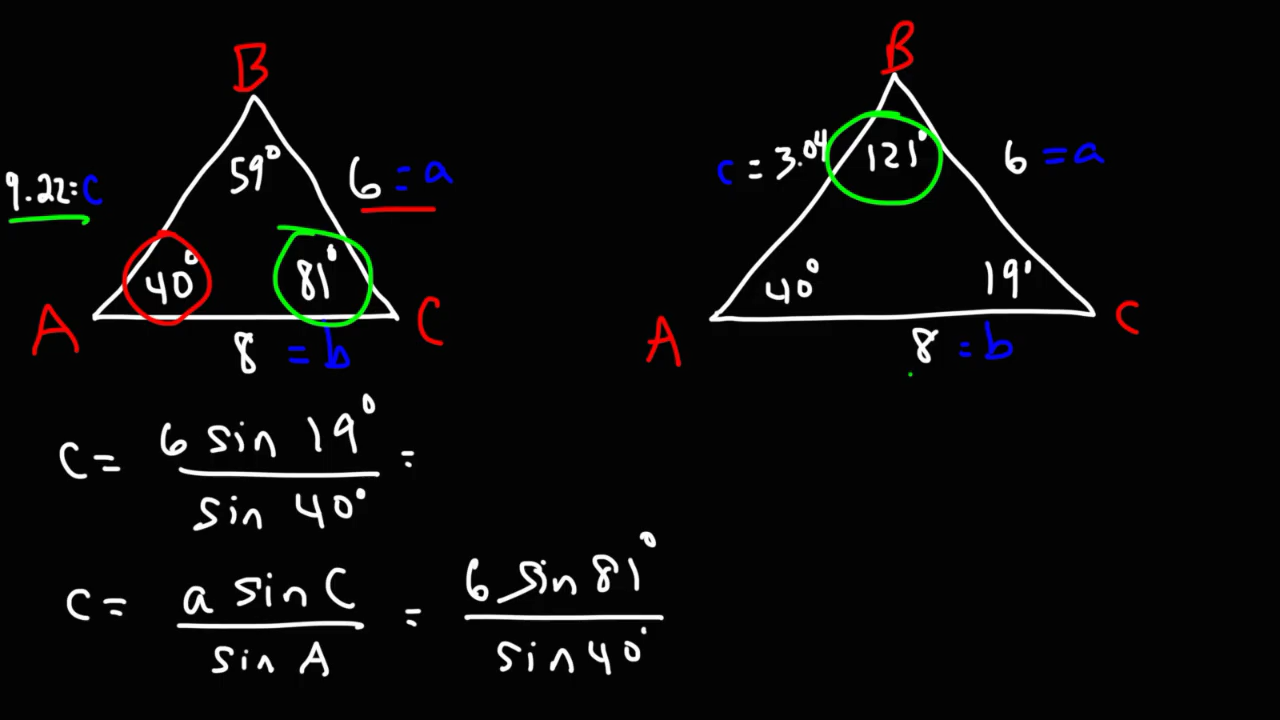 B
59°
6 = a
9.22 = c
40°
81°
A
C
8 = b
B
c = 3.04
121°
6 = a
40°
19°
A
C
8 = b
C = 6 sin 19° / sin 40° =
C = a sin C / sin A = 6 sin 81° / sin 40°